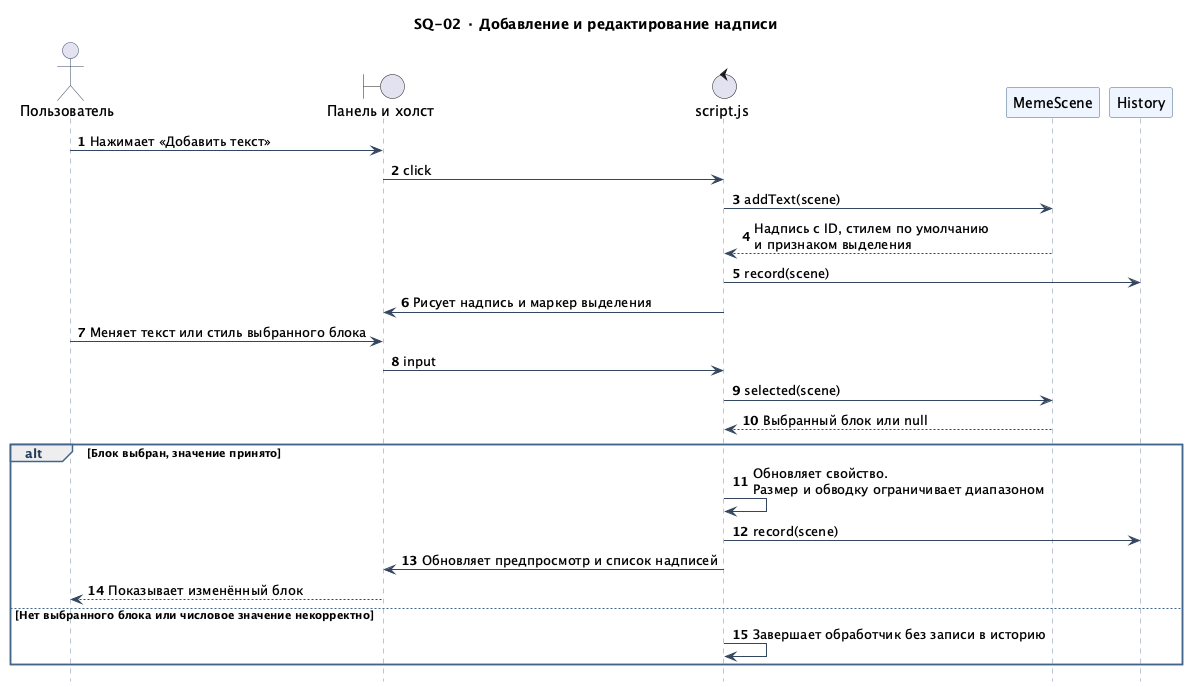 SQ-02 · Добавление и редактирование надписи
Пользователь
Панель и холст
script.js
MemeScene
History
1 Нажимает «Добавить текст»
2 click
3 addText(scene)
4 Надпись с ID, стилем по умолчанию
и признаком выделения
5 record(scene)
6 Рисует надпись и маркер выделения
7 Меняет текст или стиль выбранного блока
8 input
9 selected(scene)
10 Выбранный блок или null
alt [Блок выбран, значение принято]
11 Обновляет свойство.
Размер и обводку ограничивает диапазоном
12 record(scene)
13 Обновляет предпросмотр и список надписей
14 Показывает изменённый блок
[Нет выбранного блока или числовое значение некорректно]
15 Завершает обработчик без записи в историю